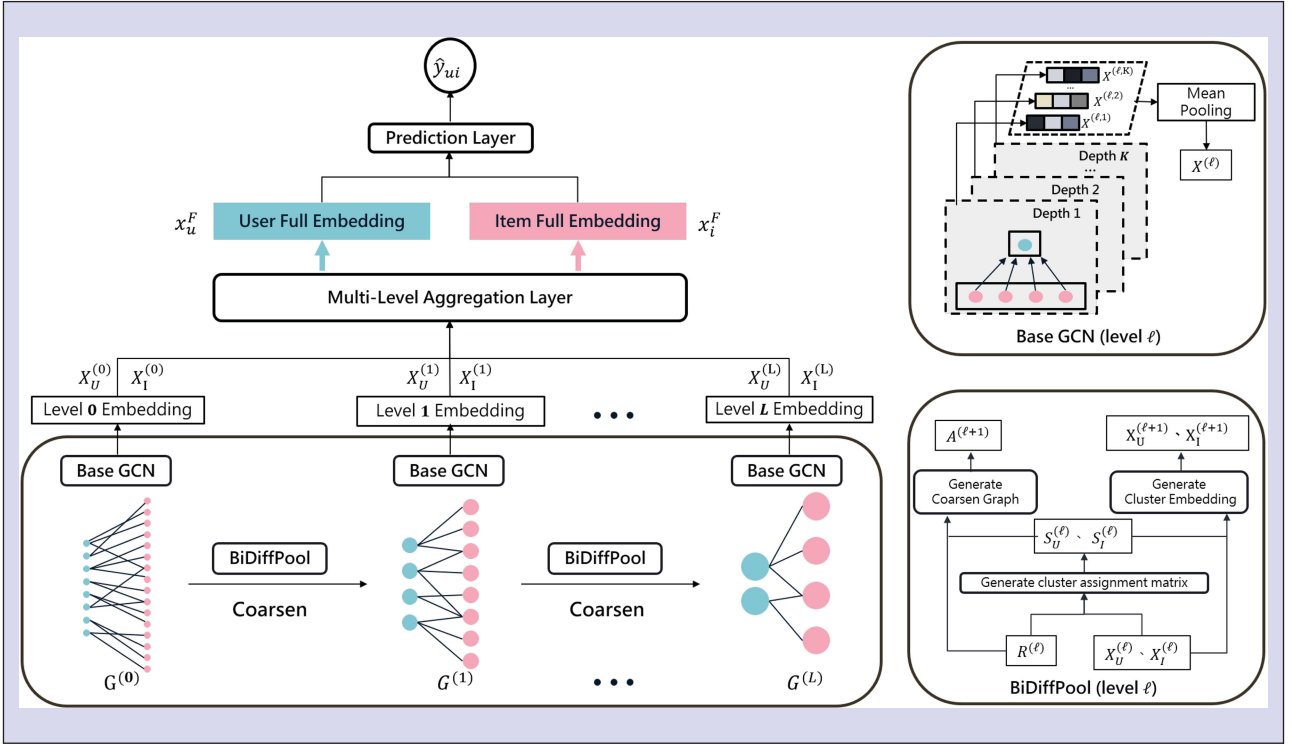 ŷ_ui
Prediction Layer
x_u^F
User Full Embedding
Item Full Embedding
x_i^F
Multi-Level Aggregation Layer
X_U^(0) X_I^(0)
X_U^(1) X_I^(1)
X_U^(L) X_I^(L)
Level 0 Embedding
Level 1 Embedding
...
Level L Embedding
Base GCN
Base GCN
Base GCN
BiDiffPool
Coarsen
BiDiffPool
Coarsen
G^(0)
G^(1)
...
G^(L)
X^(ℓ,K)
...
X^(ℓ,2)
X^(ℓ,1)
Mean
Pooling
X^(ℓ)
Depth K
...
Depth 2
Depth 1
Base GCN (level ℓ)
A^(ℓ+1)
X_U^(ℓ+1)、X_I^(ℓ+1)
Generate
Coarsen Graph
Generate
Cluster Embedding
S_U^(ℓ)、S_I^(ℓ)
Generate cluster assignment matrix
R^(ℓ)
X_U^(ℓ)、X_I^(ℓ)
BiDiffPool (level ℓ)